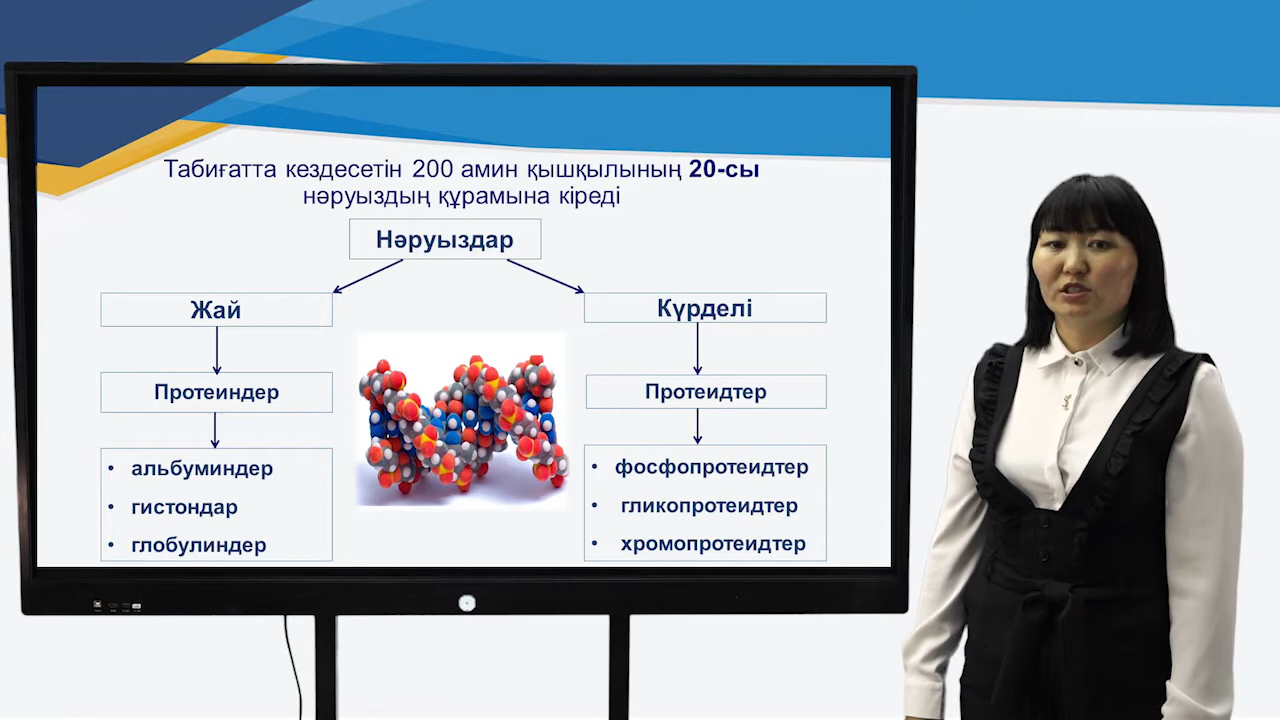 Табиғатта кездесетін 200 амин қышқылының 20-сы
нәруыздың құрамына кіреді
Нәруыздар
Жай
Күрделі
Протеиндер
Протеидтер
• альбуминдер
• гистондар
• глобулиндер
• фосфопротеидтер
• гликопротеидтер
• хромопротеидтер